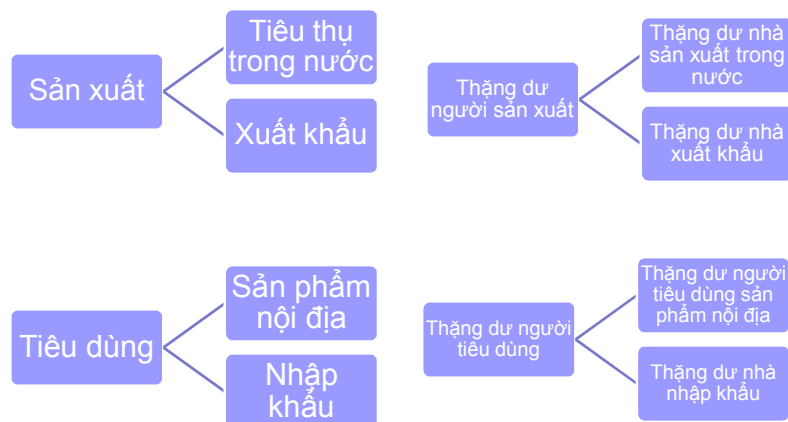 Sản xuất
Tiêu thụ
trong nước
Xuất khẩu
Thặng dư
người sản xuất
Thặng dư nhà
sản xuất trong
nước
Thặng dư nhà
xuất khẩu
Tiêu dùng
Sản phẩm
nội địa
Nhập
khẩu
Thặng dư người
tiêu dùng
Thặng dư người
tiêu dùng sản
phẩm nội địa
Thặng dư nhà
nhập khẩu